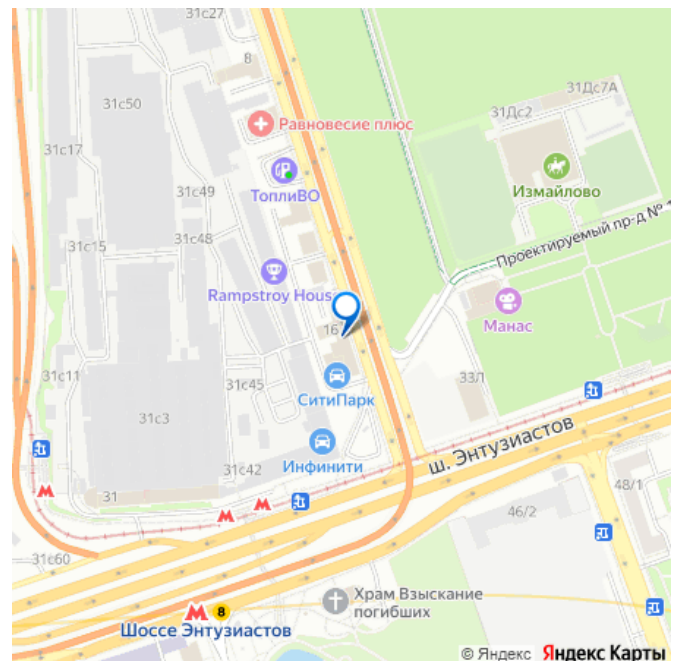 31с27
8
31Дс7А
31Дс2
31с50
Равновесие плюс
31с17
Измайлово
ТоплиВО
31с49
Проектируемый пр-д №
31с48
31с15
Rampstroy Hous
Манас
16
31с11
31с45
33Л
СитиПарк
31с3
ш. Энтузиастов
Инфинити
31с42
31
48/1
46/2
31с60
Храм Взыскание
погибших
8
Шоссе Энтузиастов
© Яндекс Яндекс Карты